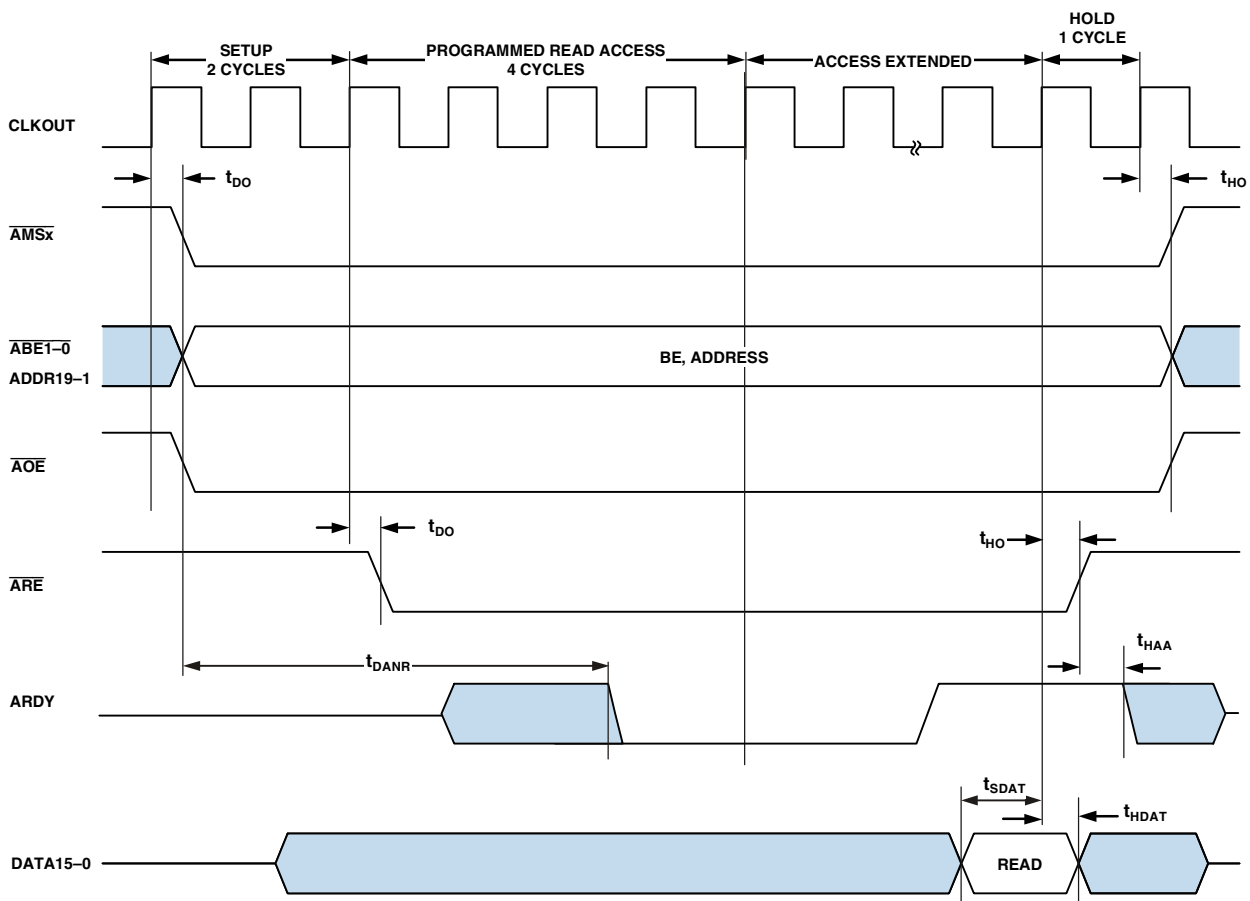 SETUP
2 CYCLES
PROGRAMMED READ ACCESS
4 CYCLES
ACCESS EXTENDED
HOLD
1 CYCLE
CLKOUT
tDO
tHO
AMSx
ABE1–0
BE, ADDRESS
ADDR19–1
AOE
tDO
tHO
ARE
tDANR
tHAA
ARDY
tSDAT
tHDAT
DATA15–0
READ